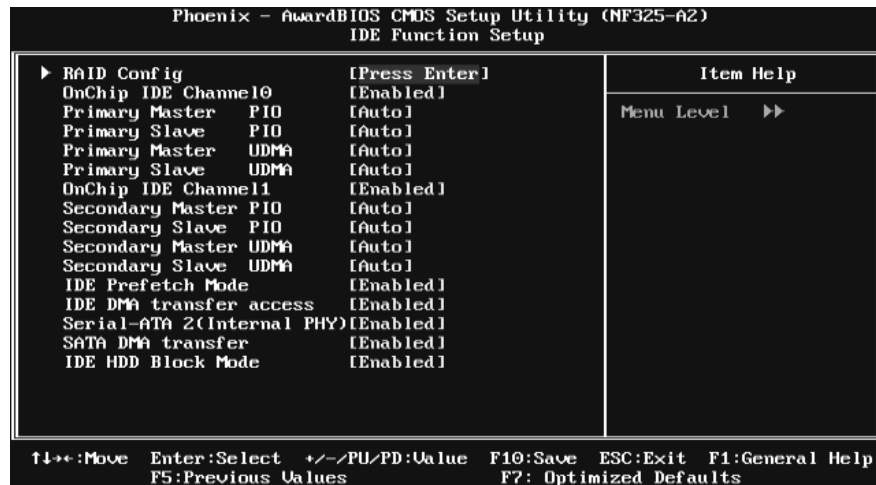 Phoenix - AwardBIOS CMOS Setup Utility (NF325-A2)
IDE Function Setup
RAID Config [Press Enter]
OnChip IDE Channel0 [Enabled]
Primary Master PIO [Auto]
Primary Slave PIO [Auto]
Primary Master UDMA [Auto]
Primary Slave UDMA [Auto]
OnChip IDE Channel1 [Enabled]
Secondary Master PIO [Auto]
Secondary Slave PIO [Auto]
Secondary Master UDMA [Auto]
Secondary Slave UDMA [Auto]
IDE Prefetch Mode [Enabled]
IDE DMA transfer access [Enabled]
Serial-ATA 2(Internal PHY)[Enabled]
SATA DMA transfer [Enabled]
IDE HDD Block Mode [Enabled]
Item Help
Menu Level ▶▶
↑↓→←:Move Enter:Select +/-/PU/PD:Value F10:Save ESC:Exit F1:General Help
F5:Previous Values F7: Optimized Defaults